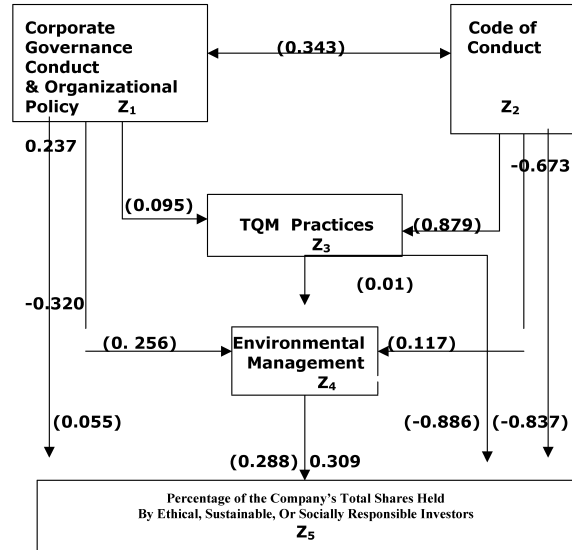 Corporate
Governance
Conduct
& Organizational
Policy Z1
(0.343)
Code of
Conduct
Z2
0.237
-0.673
(0.095)
TQM Practices
Z3
(0.879)
(0.01)
-0.320
(0. 256)
Environmental
Management
Z4
(0.117)
(0.055)
(-0.886)
(-0.837)
(0.288) 0.309
Percentage of the Company's Total Shares Held
By Ethical, Sustainable, Or Socially Responsible Investors
Z5